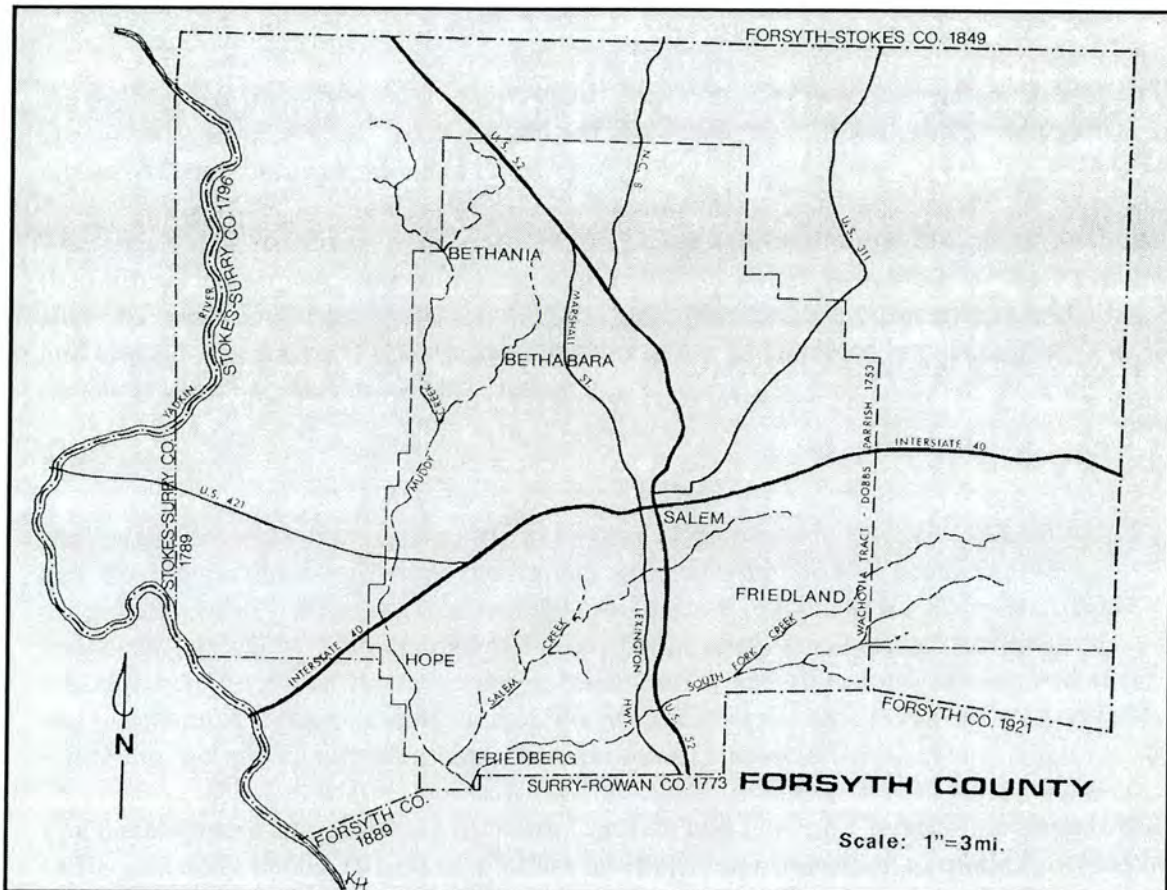 FORSYTH-STOKES CO. 1849
U.S. 52
U.S. 311
BETHANIA
STOKES-SURRY CO. 1796
RIVER
YADKIN
MARSHALL ST.
BETHABARA
MUDDY CREEK
WACHOVIA TRACT - DOBBS PARRISH 1753
INTERSTATE 40
U.S. 421
SALEM
STOKES-SURRY CO.
1789
FRIEDLAND
INTERSTATE 40
HOPE
SALEM CREEK
LEXINGTON HWY.
SOUTH FORK CREEK
N
FORSYTH CO. 1921
FRIEDBERG
U.S. 52
SURRY-ROWAN CO. 1773
FORSYTH COUNTY
FORSYTH CO.
1889
Scale: 1"=3mi.
KH